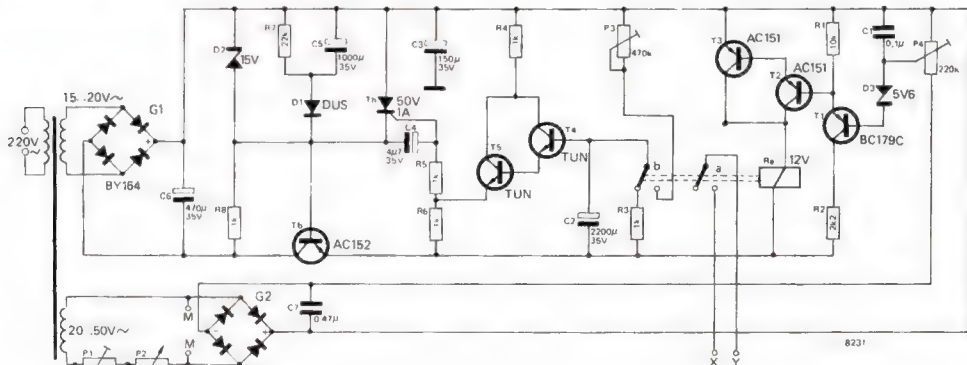 15...20V~
G1
220V
~
BY164
C6
470µ
35V
D2
15V
R8
1k
R7
22k
C5
1000µ
35V
D1
DUS
T6
AC152
Th
50V
1A
C4
4µ7
35V
C3
150µ
35V
R5
1k
R6
1k
R4
1k
T5
TUN
T4
TUN
C2
2200µ
35V
P3
470k
b
R3
1k
a
T3
AC151
T2
AC151
Re
12V
R1
10k
T1
BC179C
R2
2k2
C1
0,1µ
D3
5V6
P4
220k
20...50V~
P1
P2
M
M
G2
C7
0.47µ
X
Y
8231